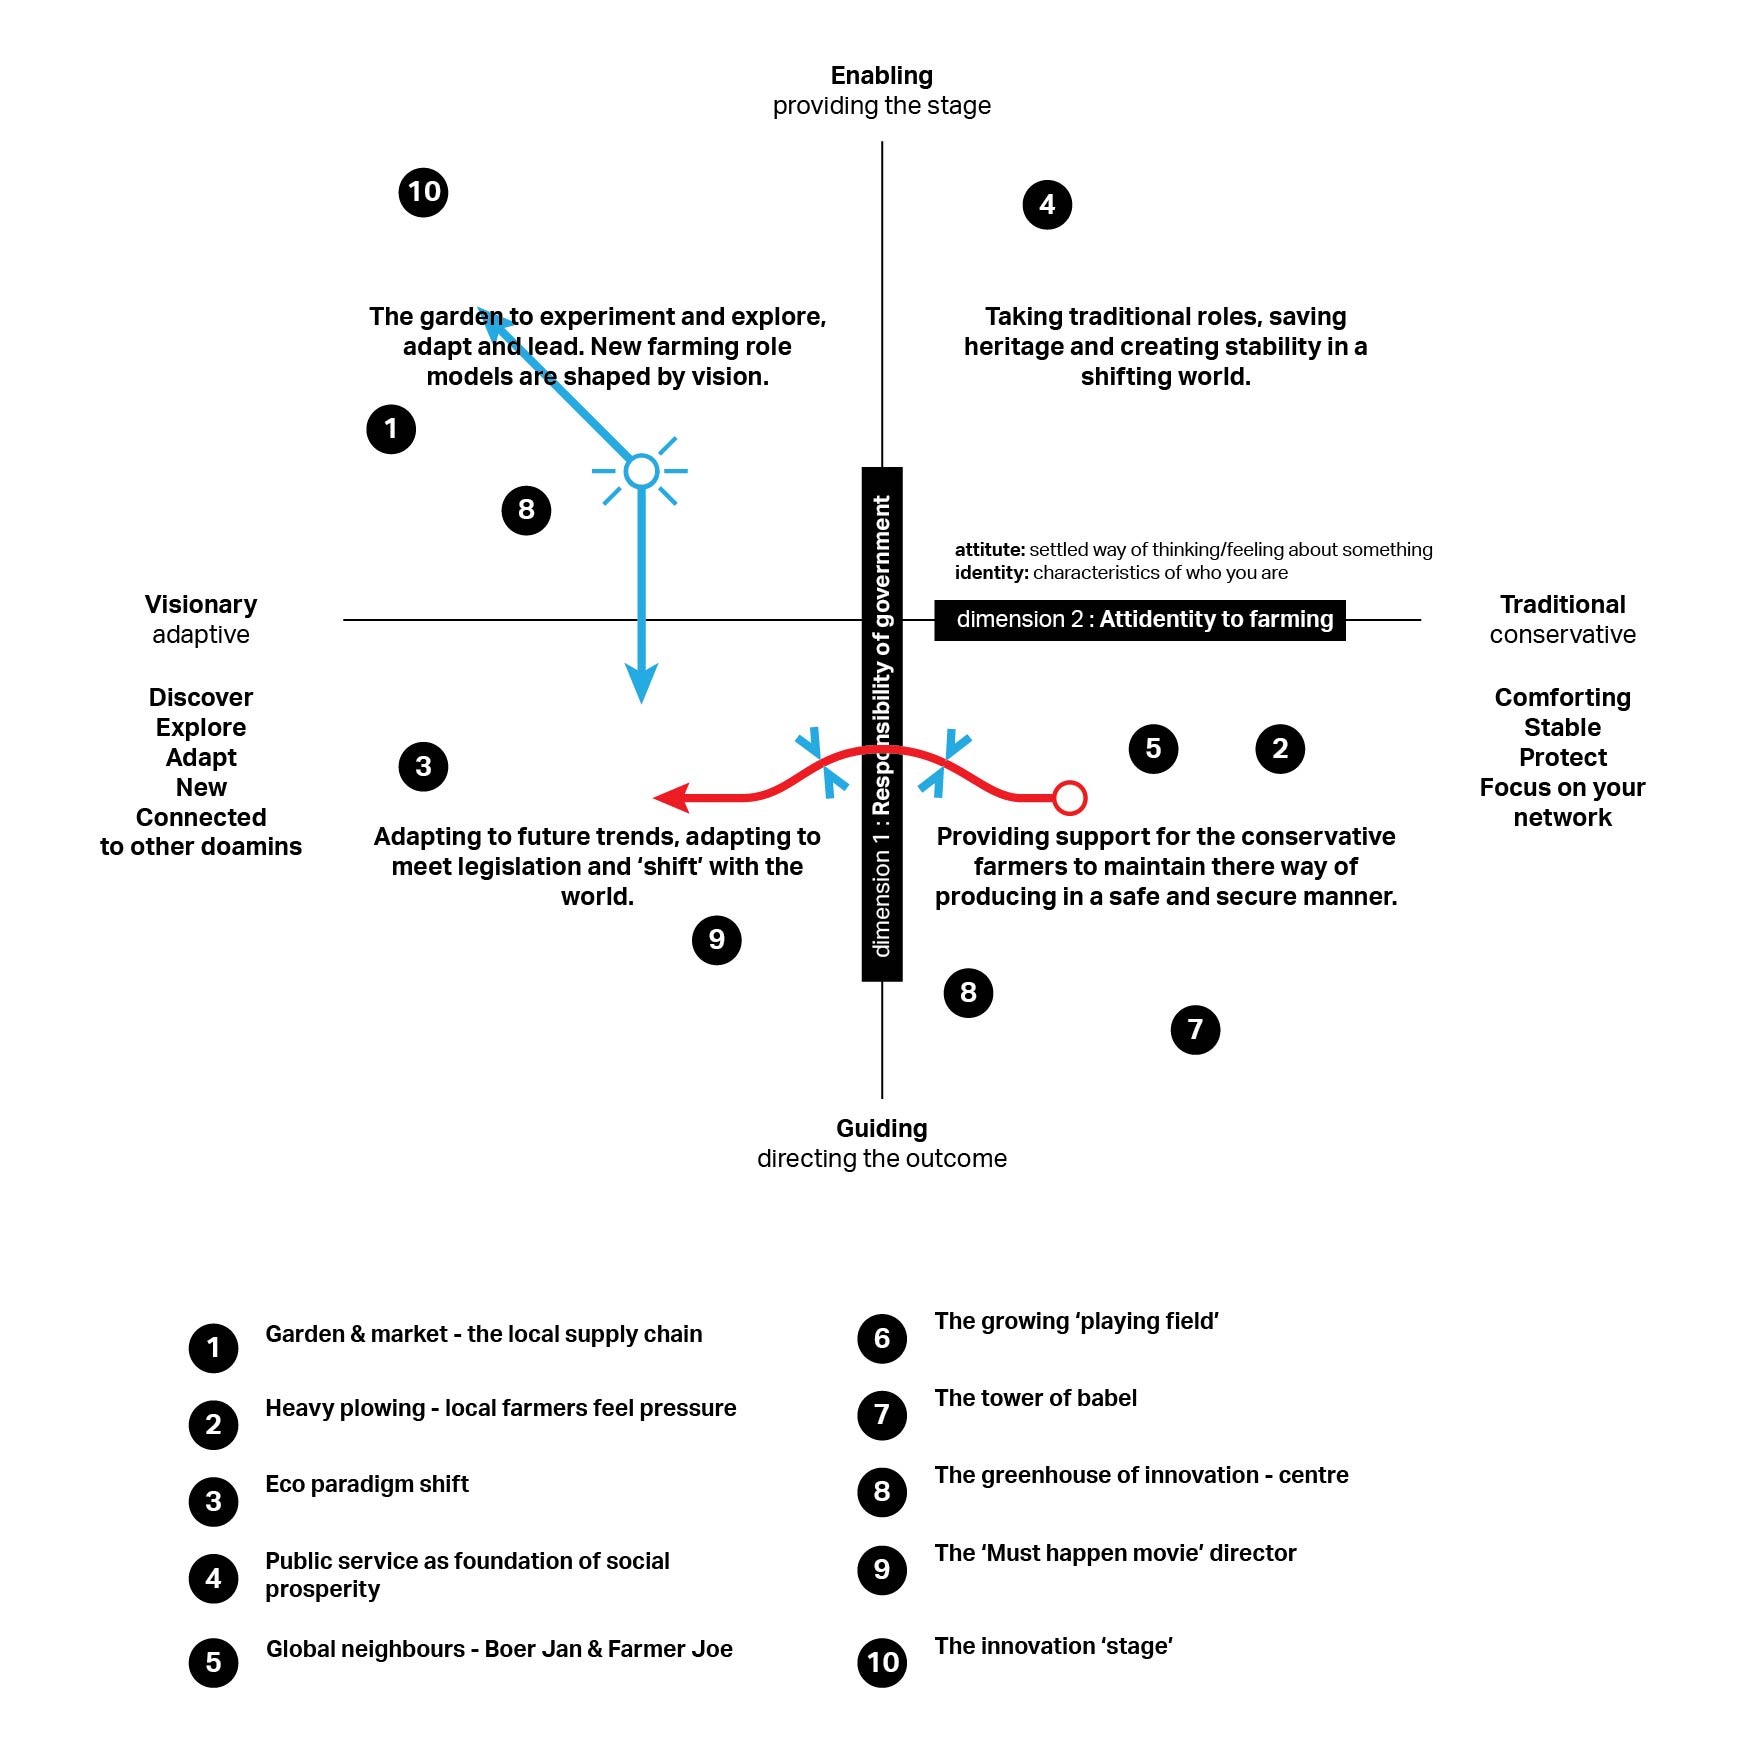 Enabling
providing the stage
10
4
The garden to experiment and explore,
adapt and lead. New farming role
models are shaped by vision.
Taking traditional roles, saving
heritage and creating stability in a
shifting world.
1
8
attitute: settled way of thinking/feeling about something
identity: characteristics of who you are
dimension 1 : Responsibility of government
dimension 2 : Attidentity to farming
Visionary
adaptive
Discover
Explore
Adapt
New
Connected
to other doamins
Traditional
conservative
Comforting
Stable
Protect
Focus on your
network
3
5
2
Adapting to future trends, adapting to
meet legislation and ‘shift’ with the
world.
Providing support for the conservative
farmers to maintain there way of
producing in a safe and secure manner.
9
8
7
Guiding
directing the outcome
1 Garden & market - the local supply chain
2 Heavy plowing - local farmers feel pressure
3 Eco paradigm shift
4 Public service as foundation of social
prosperity
5 Global neighbours - Boer Jan & Farmer Joe
6 The growing ‘playing field’
7 The tower of babel
8 The greenhouse of innovation - centre
9 The ‘Must happen movie’ director
10 The innovation ‘stage’